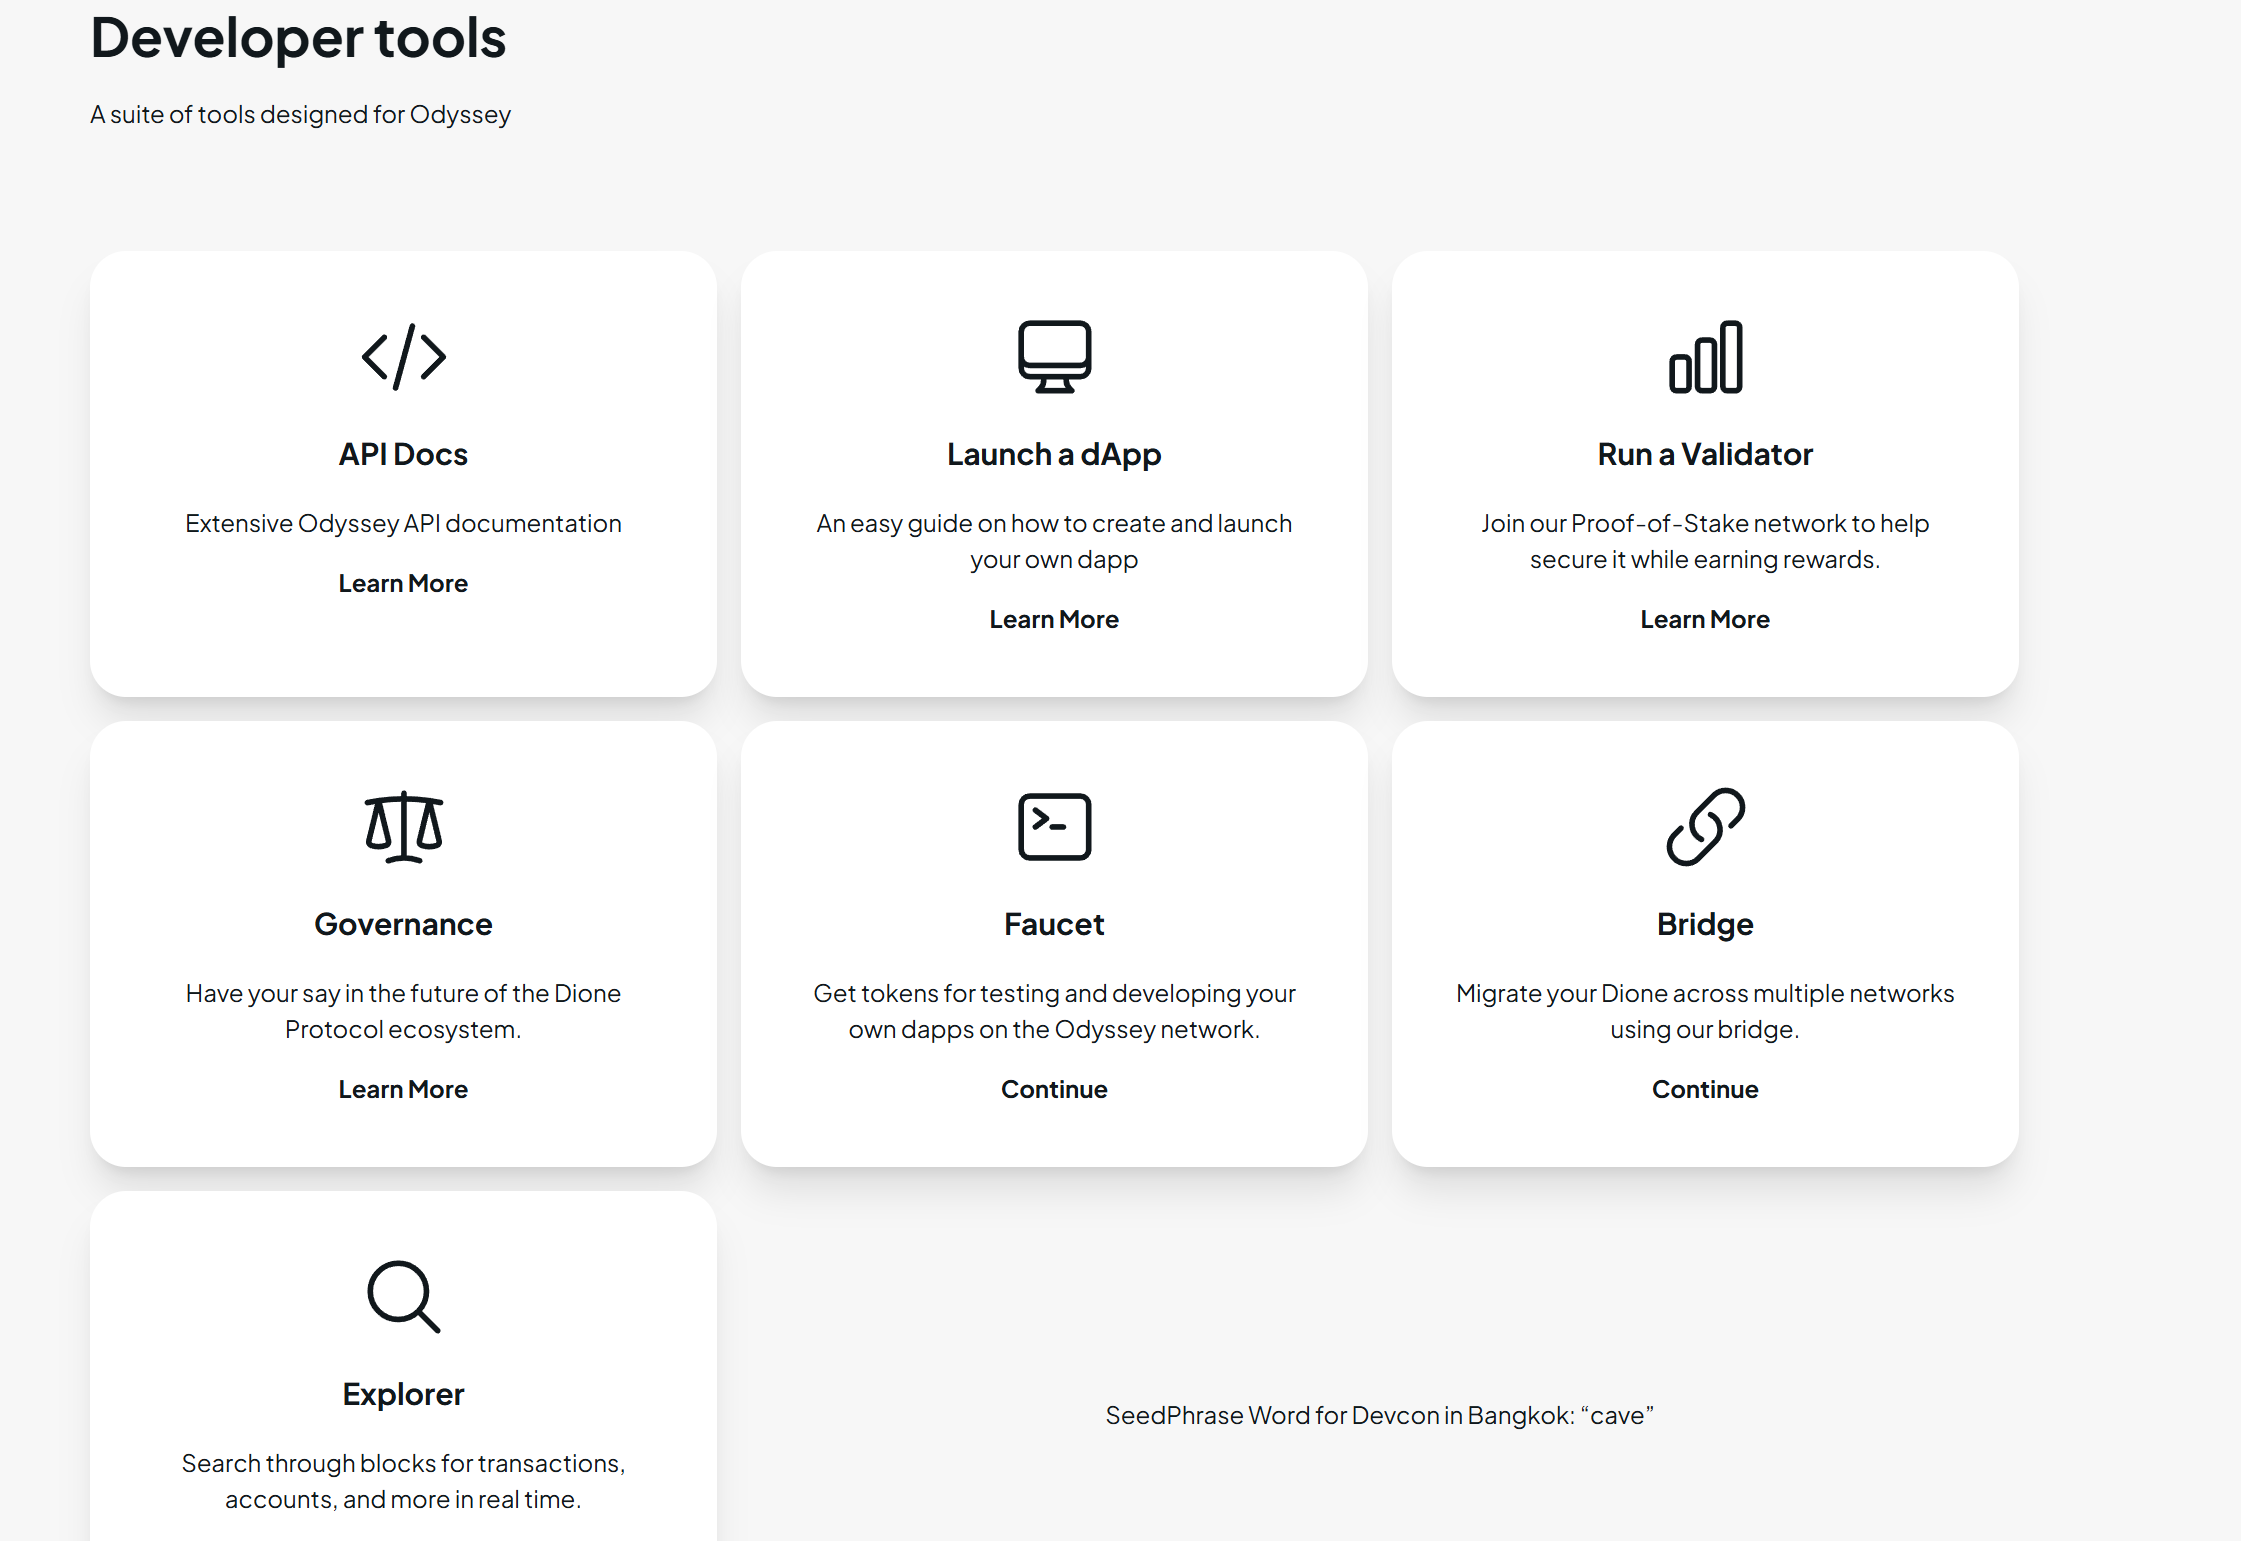 Developer tools
A suite of tools designed for Odyssey
API Docs
Extensive Odyssey API documentation
Learn More
Launch a dApp
An easy guide on how to create and launch
your own dapp
Learn More
Run a Validator
Join our Proof-of-Stake network to help
secure it while earning rewards.
Learn More
Governance
Have your say in the future of the Dione
Protocol ecosystem.
Learn More
Faucet
Get tokens for testing and developing your
own dapps on the Odyssey network.
Continue
Bridge
Migrate your Dione across multiple networks
using our bridge.
Continue
Explorer
Search through blocks for transactions,
accounts, and more in real time.
SeedPhrase Word for Devcon in Bangkok: “cave”